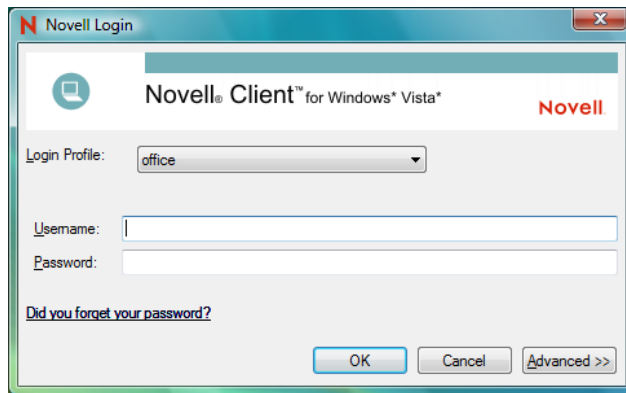 Novell Login
Novell® Client™ for Windows* Vista*
Novell.
Login Profile: office
Username:
Password:
Did you forget your password?
OK Cancel Advanced >>